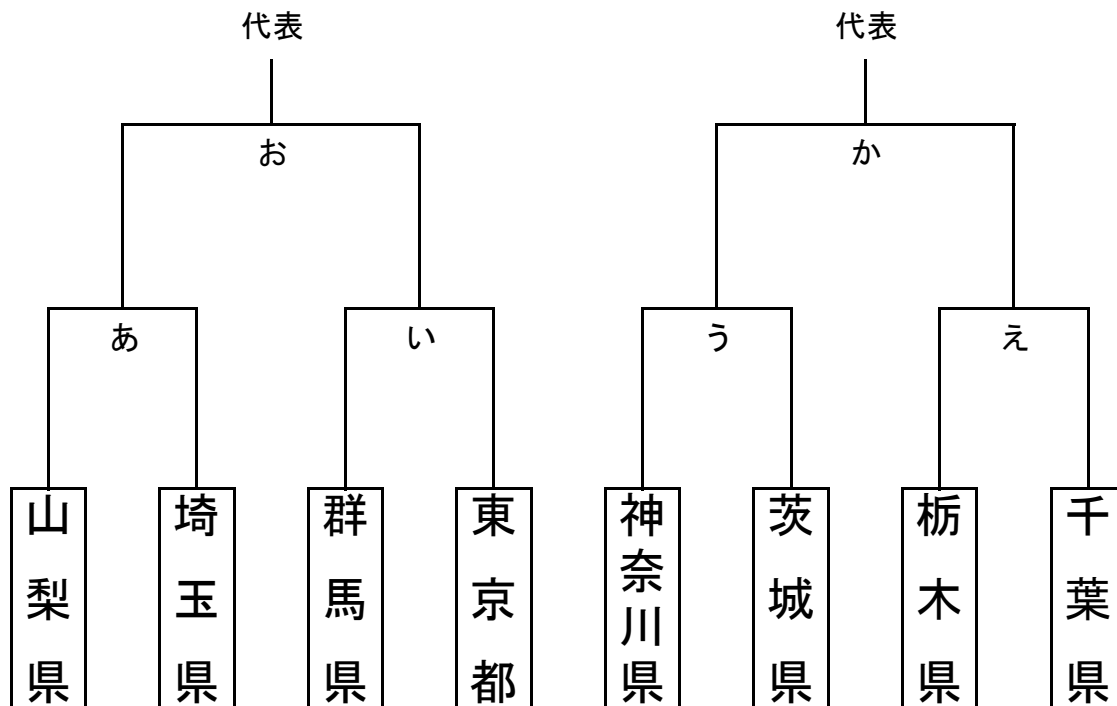 代表 代表
お か
あ い う え
山梨県
埼玉県
群馬県
東京都
神奈川県
茨城県
栃木県
千葉県